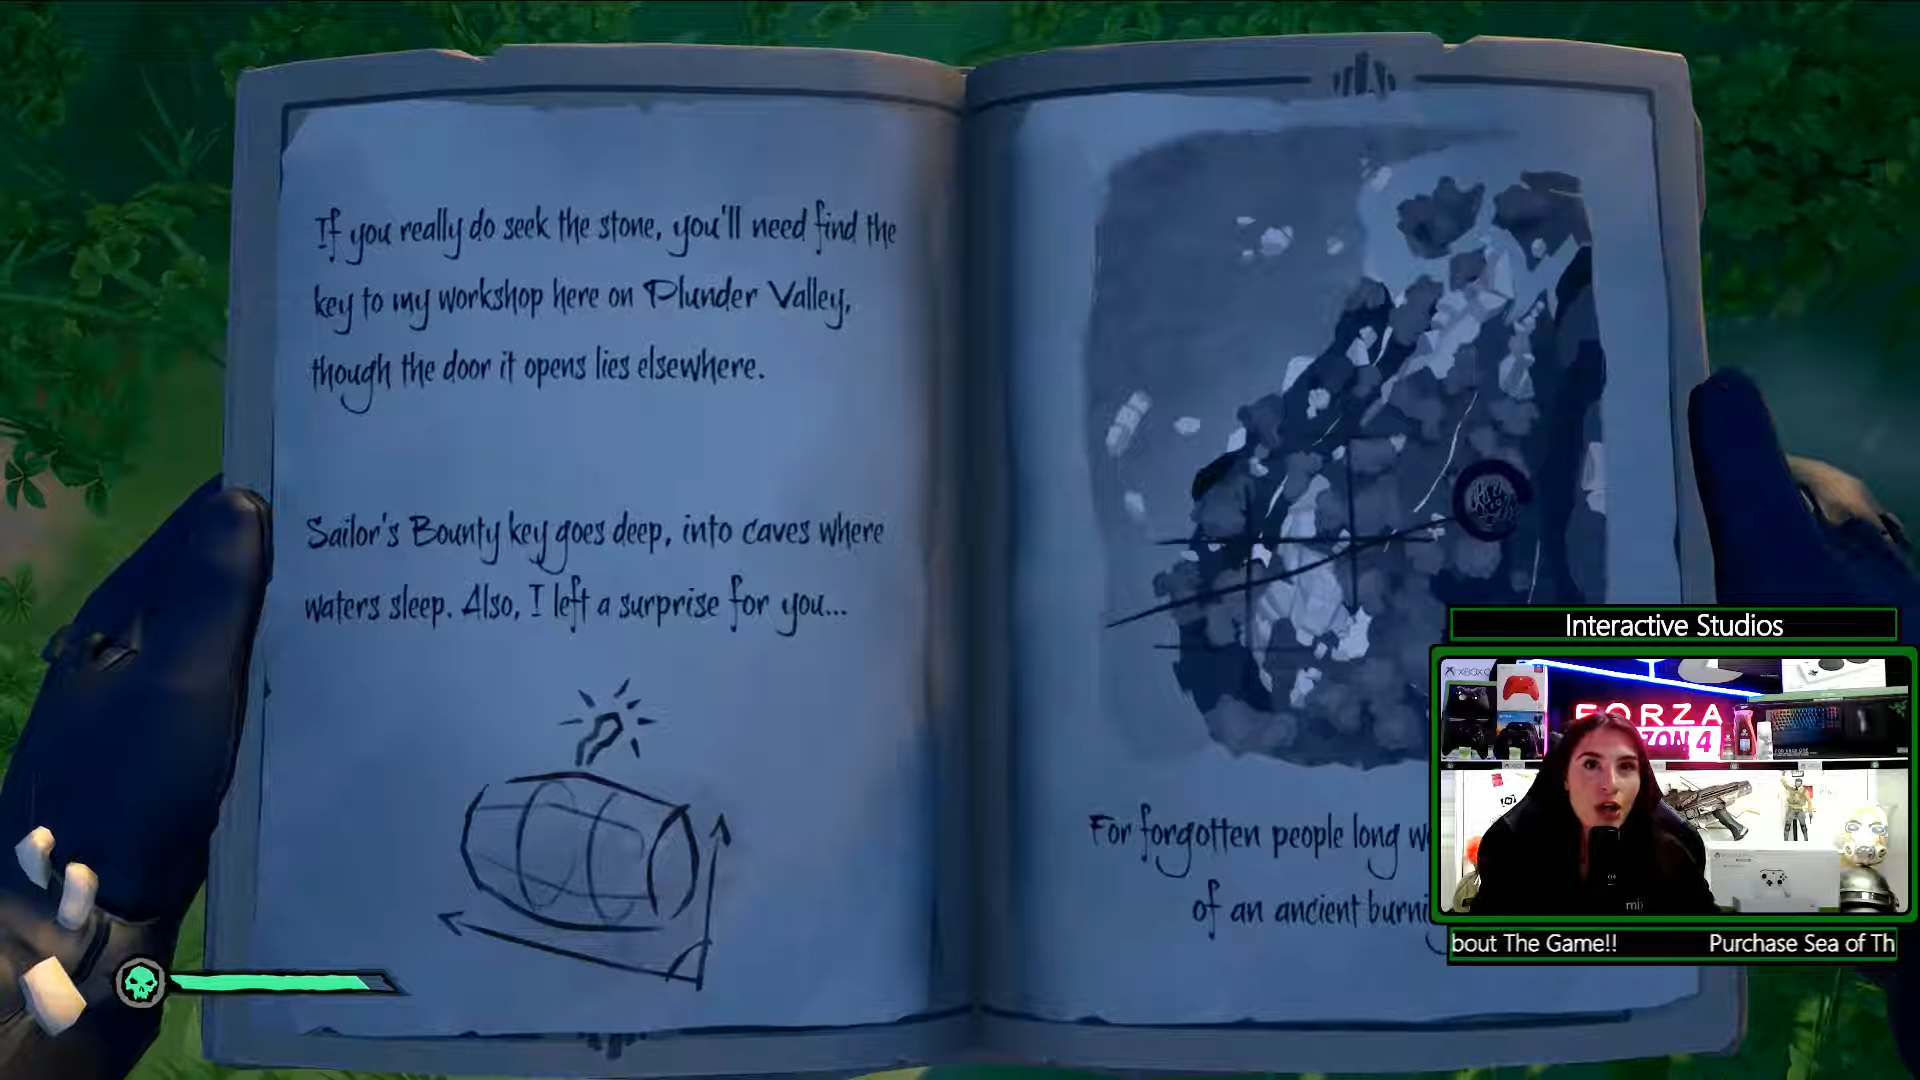 If you really do seek the stone, you'll need find the
key to my workshop here on Plunder Valley,
though the door it opens lies elsewhere.
Sailor's Bounty key goes deep, into caves where
waters sleep. Also, I left a surprise for you...
For forgotten people long
of an ancient
Interactive Studios
FORZA
ZON 4
bout The Game!! Purchase Sea of Th